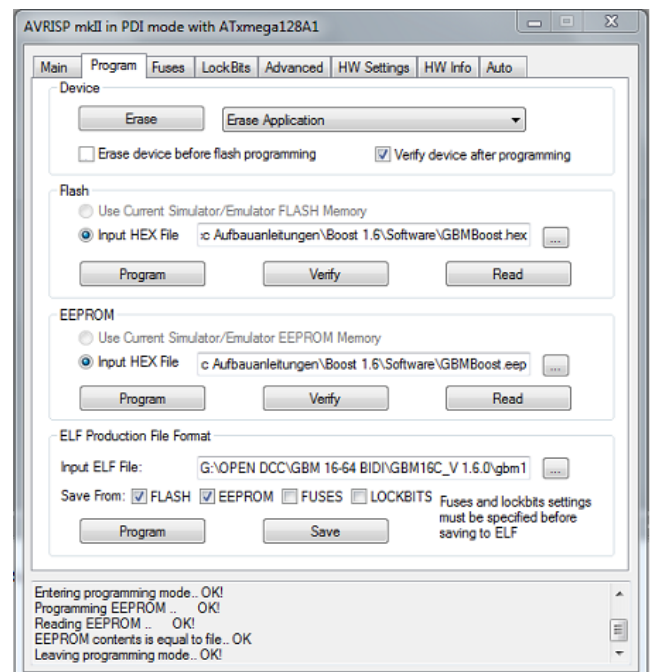 AVRISP mkII in PDI mode with ATxmega128A1
Main Program Fuses LockBits Advanced HW Settings HW Info Auto
Device
Erase Erase Application
Erase device before flash programming Verify device after programming
Flash
Use Current Simulator/Emulator FLASH Memory
Input HEX File :c Aufbauanleitungen\Boost 1.6\Software\GBMBoost.hex ...
Program Verify Read
EEPROM
Use Current Simulator/Emulator EEPROM Memory
Input HEX File c Aufbauanleitungen\Boost 1.6\Software\GBMBoost.eep ...
Program Verify Read
ELF Production File Format
Input ELF File: G:\OPEN DCC\GBM 16-64 BIDI\GBM16C_V 1.6.0\gbm1 ...
Save From: FLASH EEPROM FUSES LOCKBITS
Fuses and lockbits settings
must be specified before
saving to ELF
Program Save
Entering programming mode.. OK!
Programming EEPROM .. OK!
Reading EEPROM .. OK!
EEPROM contents is equal to file.. OK
Leaving programming mode.. OK!